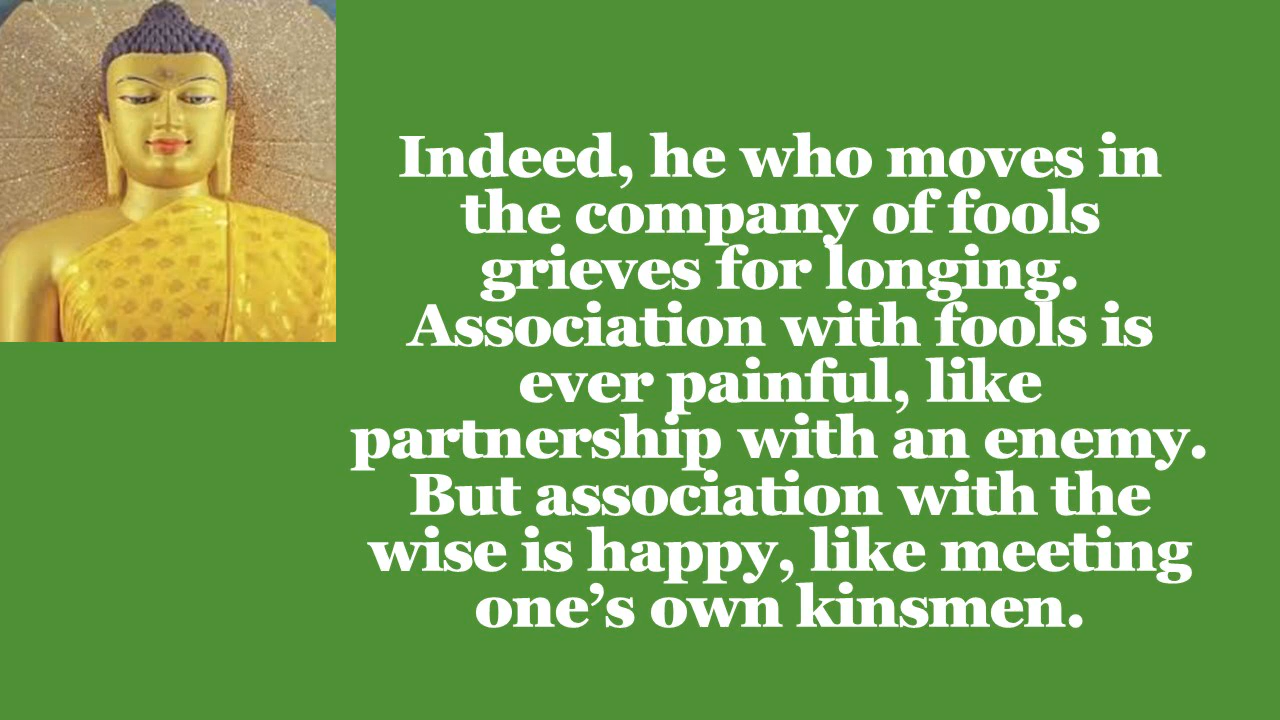 Indeed, he who moves in
the company of fools
grieves for longing.
Association with fools is
ever painful, like
partnership with an enemy.
But association with the
wise is happy, like meeting
one’s own kinsmen.